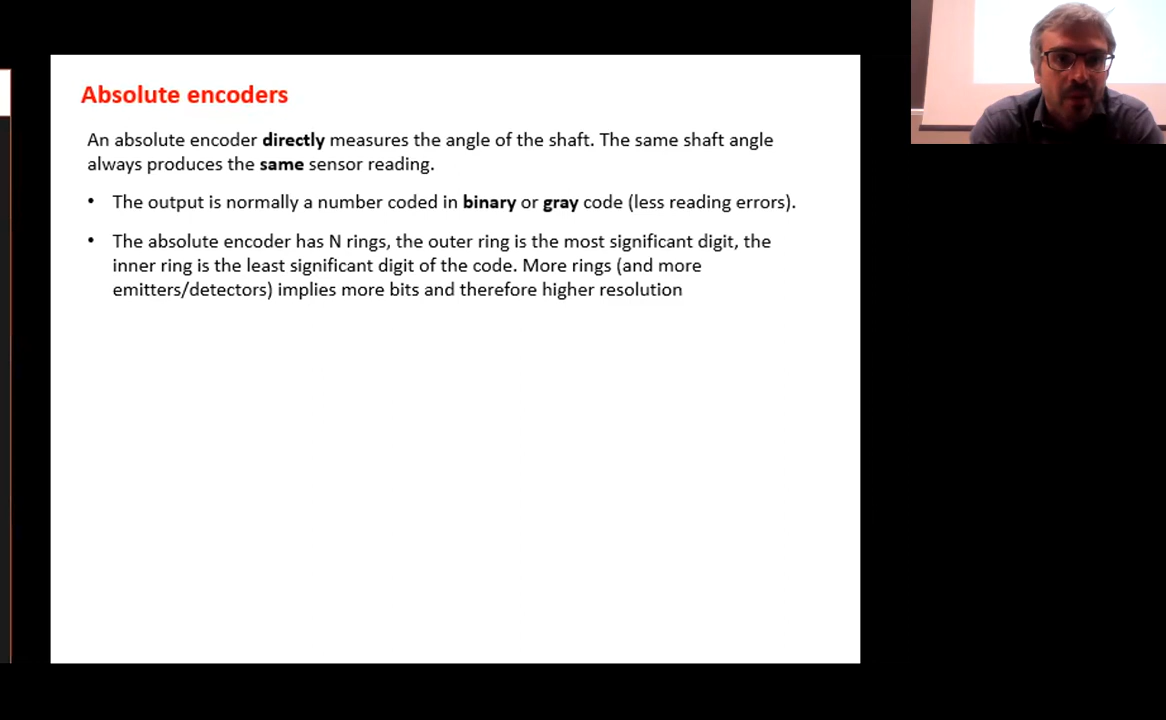 Absolute encoders
An absolute encoder directly measures the angle of the shaft. The same shaft angle
always produces the same sensor reading.
• The output is normally a number coded in binary or gray code (less reading errors).
• The absolute encoder has N rings, the outer ring is the most significant digit, the
inner ring is the least significant digit of the code. More rings (and more
emitters/detectors) implies more bits and therefore higher resolution